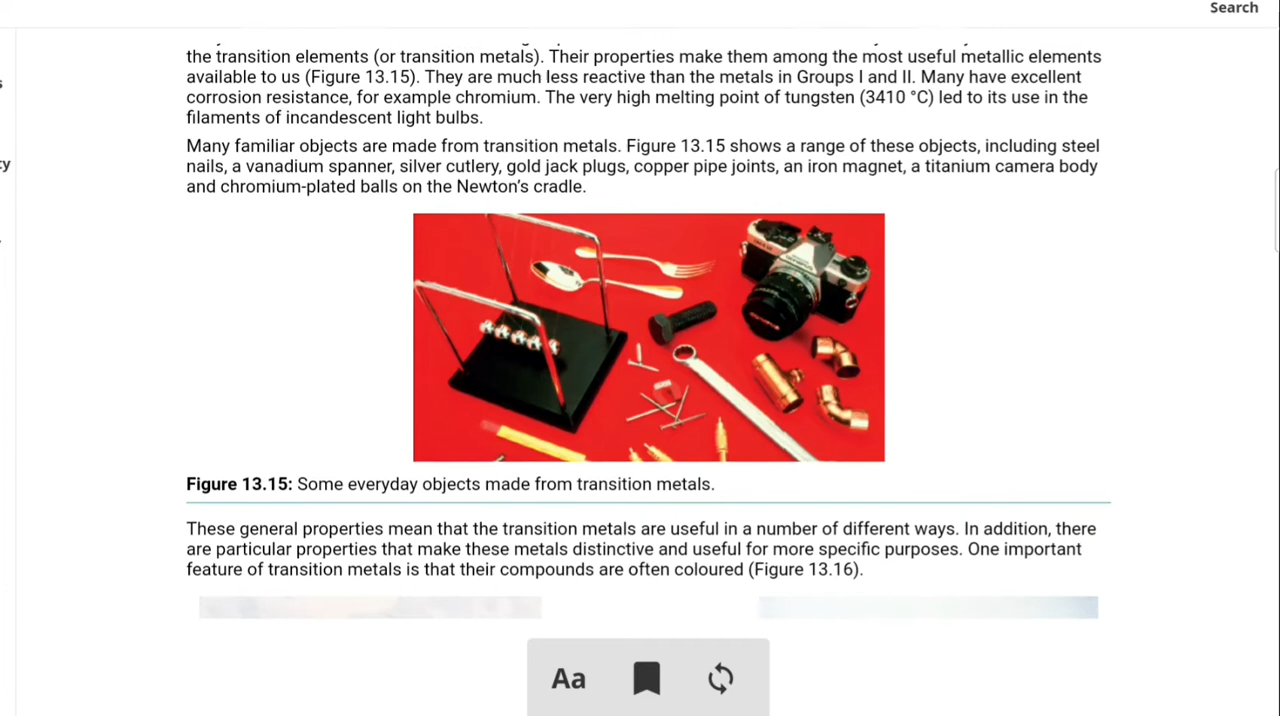 Search
the transition elements (or transition metals). Their properties make them among the most useful metallic elements
available to us (Figure 13.15). They are much less reactive than the metals in Groups I and II. Many have excellent
corrosion resistance, for example chromium. The very high melting point of tungsten (3410 °C) led to its use in the
filaments of incandescent light bulbs.
Many familiar objects are made from transition metals. Figure 13.15 shows a range of these objects, including steel
nails, a vanadium spanner, silver cutlery, gold jack plugs, copper pipe joints, an iron magnet, a titanium camera body
and chromium-plated balls on the Newton's cradle.
Figure 13.15: Some everyday objects made from transition metals.
These general properties mean that the transition metals are useful in a number of different ways. In addition, there
are particular properties that make these metals distinctive and useful for more specific purposes. One important
feature of transition metals is that their compounds are often coloured (Figure 13.16).
Aa